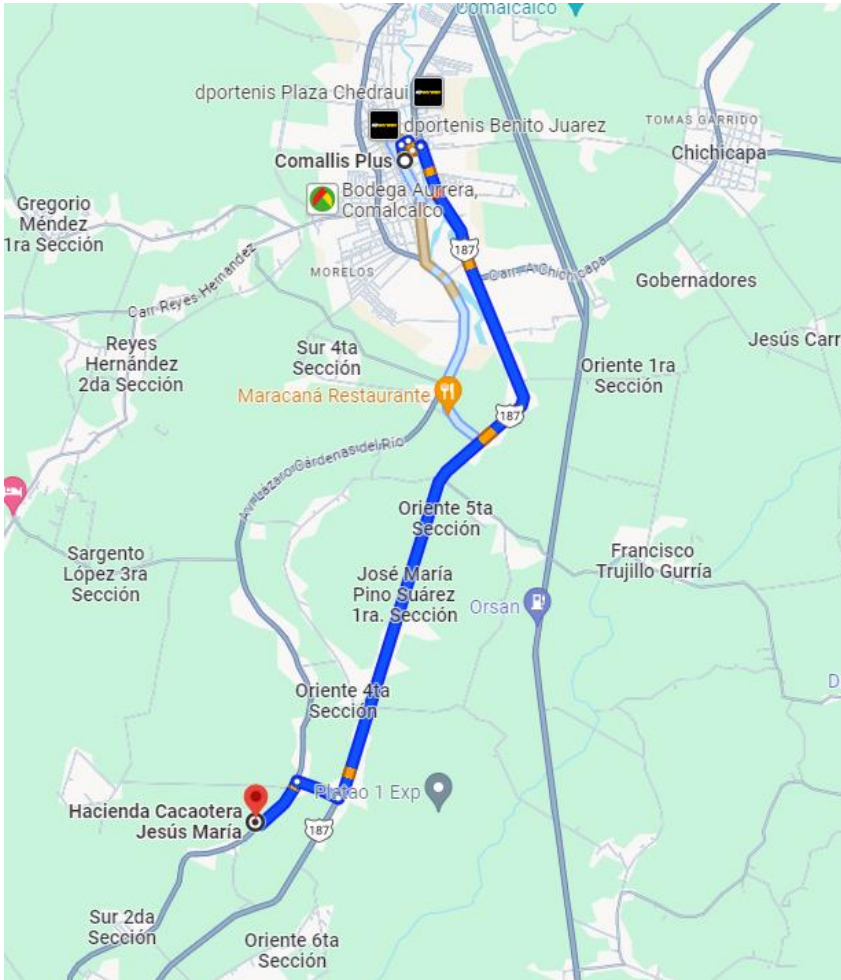 Comalcalco
dportenis Plaza Chedraui
dportenis Benito Juarez
TOMAS GARRIDO
Comallis Plus
Chichicapa
Bodega Aurrera,
Comalcalco
Gregorio
Méndez
1ra Sección
187
Carr. A Chichicapa
MORELOS
Gobernadores
Carr Reyes Hernandez
Reyes
Hernández
2da Sección
Sur 4ta
Sección
Jesús Carr
Oriente 1ra
Sección
Maracaná Restaurante
187
Av. Lázaro Cárdenas del Río
Oriente 5ta
Sección
Sargento
López 3ra
Sección
Francisco
Trujillo Gurría
José María
Pino Suárez
1ra. Sección
Orsan
Oriente 4ta
Sección
D
Platao 1 Exp
Hacienda Cacaotera
Jesús María
187
Sur 2da
Sección
Oriente 6ta
Sección